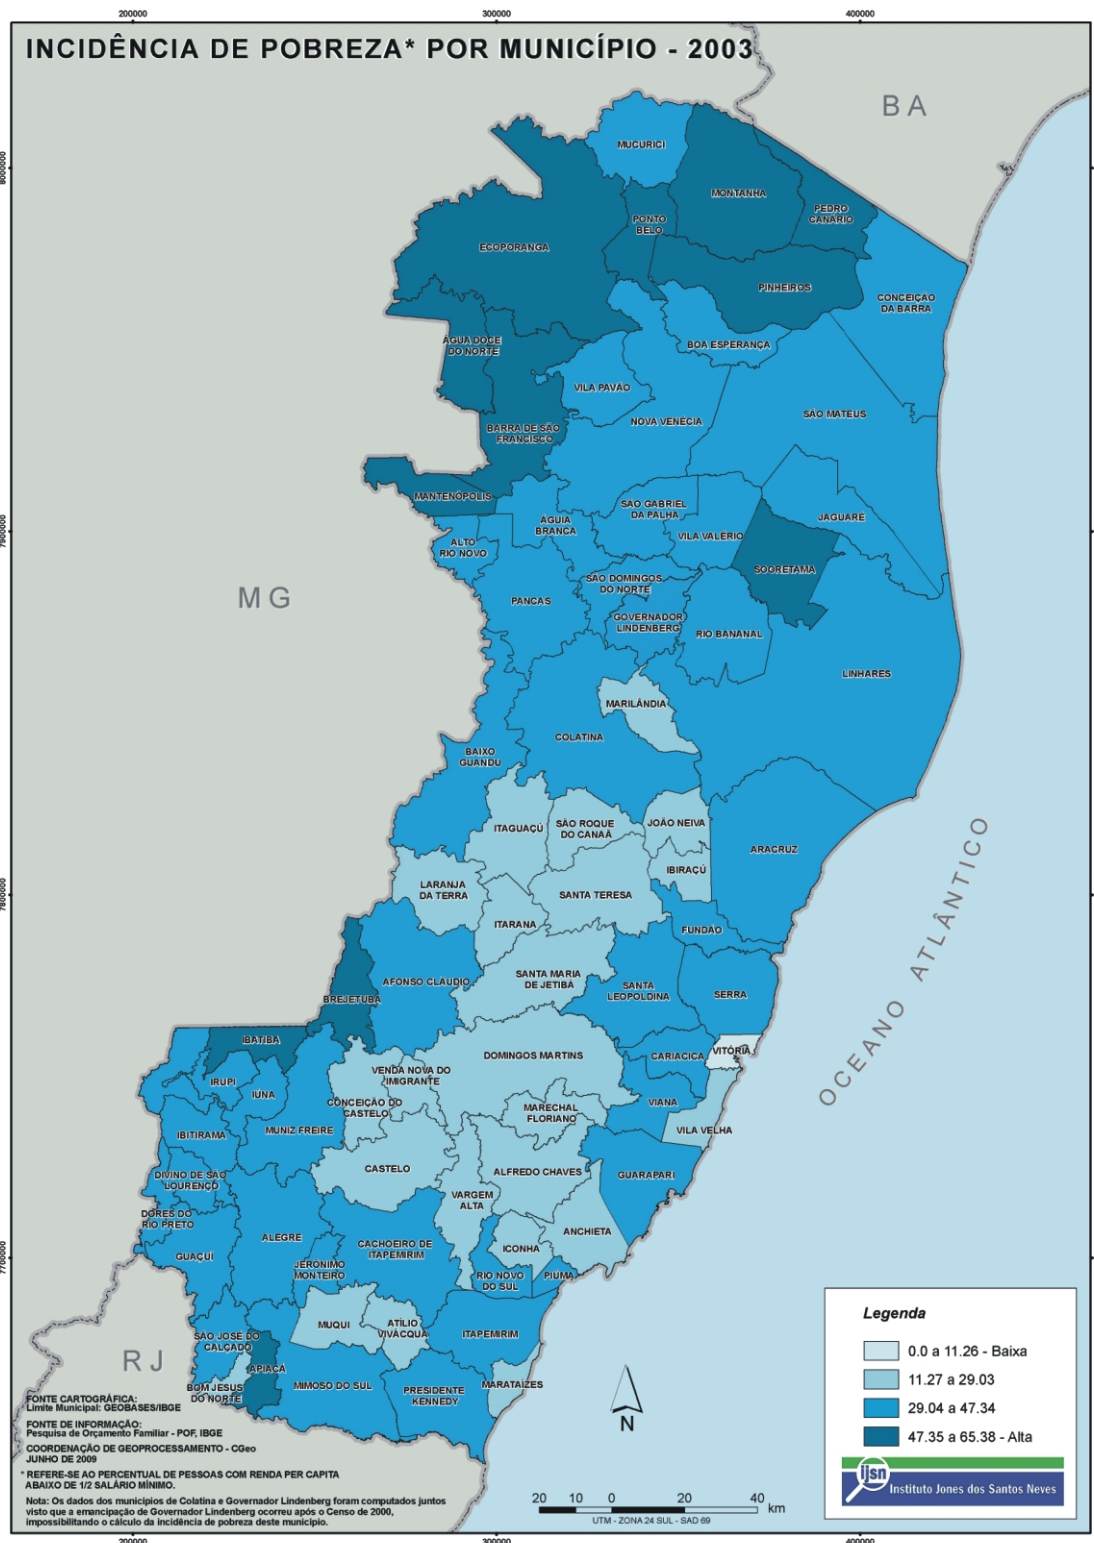 200000
300000
400000
INCIDÊNCIA DE POBREZA* POR MUNICÍPIO - 2003
BA
MUCURICI
8000000
MONTANHA
PEDRO
CANÁRIO
PONTO
BELO
ECOPORANGA
PINHEIROS
CONCEIÇÃO
DA BARRA
ÁGUA DOCE
DO NORTE
BOA ESPERANÇA
VILA PAVÃO
NOVA VENÉCIA
SÃO MATEUS
BARRA DE SÃO
FRANCISCO
MANTENÓPOLIS
SÃO GABRIEL
DA PALHA
JAGUARÉ
ÁGUIA
BRANCA
7900000
VILA VALÉRIO
ALTO
RIO NOVO
SOORETAMA
SÃO DOMINGOS
DO NORTE
MG
PANCAS
GOVERNADOR
LINDENBERG
RIO BANANAL
LINHARES
MARILÂNDIA
COLATINA
BAIXO
GUANDU
ITAGUAÇÚ
SÃO ROQUE
DO CANAÃ
JOÃO NEIVA
ARACRUZ
IBIRAÇÚ
LARANJA
DA TERRA
SANTA TERESA
7800000
ITARANA
FUNDÃO
OCEANO ATLÂNTICO
AFONSO CLÁUDIO
SANTA MARIA
DE JETIBÁ
SANTA
LEOPOLDINA
SERRA
BREJETUBA
IBATIBA
DOMINGOS MARTINS
CARIACICA
VITÓRIA
VENDA NOVA DO
IMIGRANTE
IRUPI
IÚNA
CONCEIÇÃO DO
CASTELO
MARECHAL
FLORIANO
VIANA
VILA VELHA
IBITIRAMA
MUNIZ FREIRE
CASTELO
ALFREDO CHAVES
GUARAPARI
DIVINO DE SÃO
LOURENÇO
VARGEM
ALTA
DORES DO
RIO PRETO
ANCHIETA
ALEGRE
CACHOEIRO DE
ITAPEMIRIM
ICONHA
GUAÇUÍ
7700000
JERÔNIMO
MONTEIRO
RIO NOVO
DO SUL
PIÚMA
MUQUI
ATÍLIO
VIVÁCQUA
ITAPEMIRIM
SÃO JOSÉ DO
CALÇADO
RJ
APIACÁ
BOM JESUS
DO NORTE
MIMOSO DO SUL
PRESIDENTE
KENNEDY
MARATAÍZES
Legenda
0.0 a 11.26 - Baixa
11.27 a 29.03
29.04 a 47.34
47.35 a 65.38 - Alta
ijsn
Instituto Jones dos Santos Neves
N
20 10 0 20 40 km
UTM - ZONA 24 SUL - SAD 69
FONTE CARTOGRÁFICA:
Limite Municipal: GEOBASES/IBGE
FONTE DE INFORMAÇÃO:
Pesquisa de Orçamento Familiar - POF, IBGE
COORDENAÇÃO DE GEOPROCESSAMENTO - CGeo
JUNHO DE 2009
* REFERE-SE AO PERCENTUAL DE PESSOAS COM RENDA PER CAPITA
ABAIXO DE 1/2 SALÁRIO MÍNIMO.
Nota: Os dados dos municípios de Colatina e Governador Lindenberg foram computados juntos
visto que a emancipação de Governador Lindenberg ocorreu após o Censo de 2000,
impossibilitando o cálculo da incidência de pobreza deste município.
200000
300000
400000